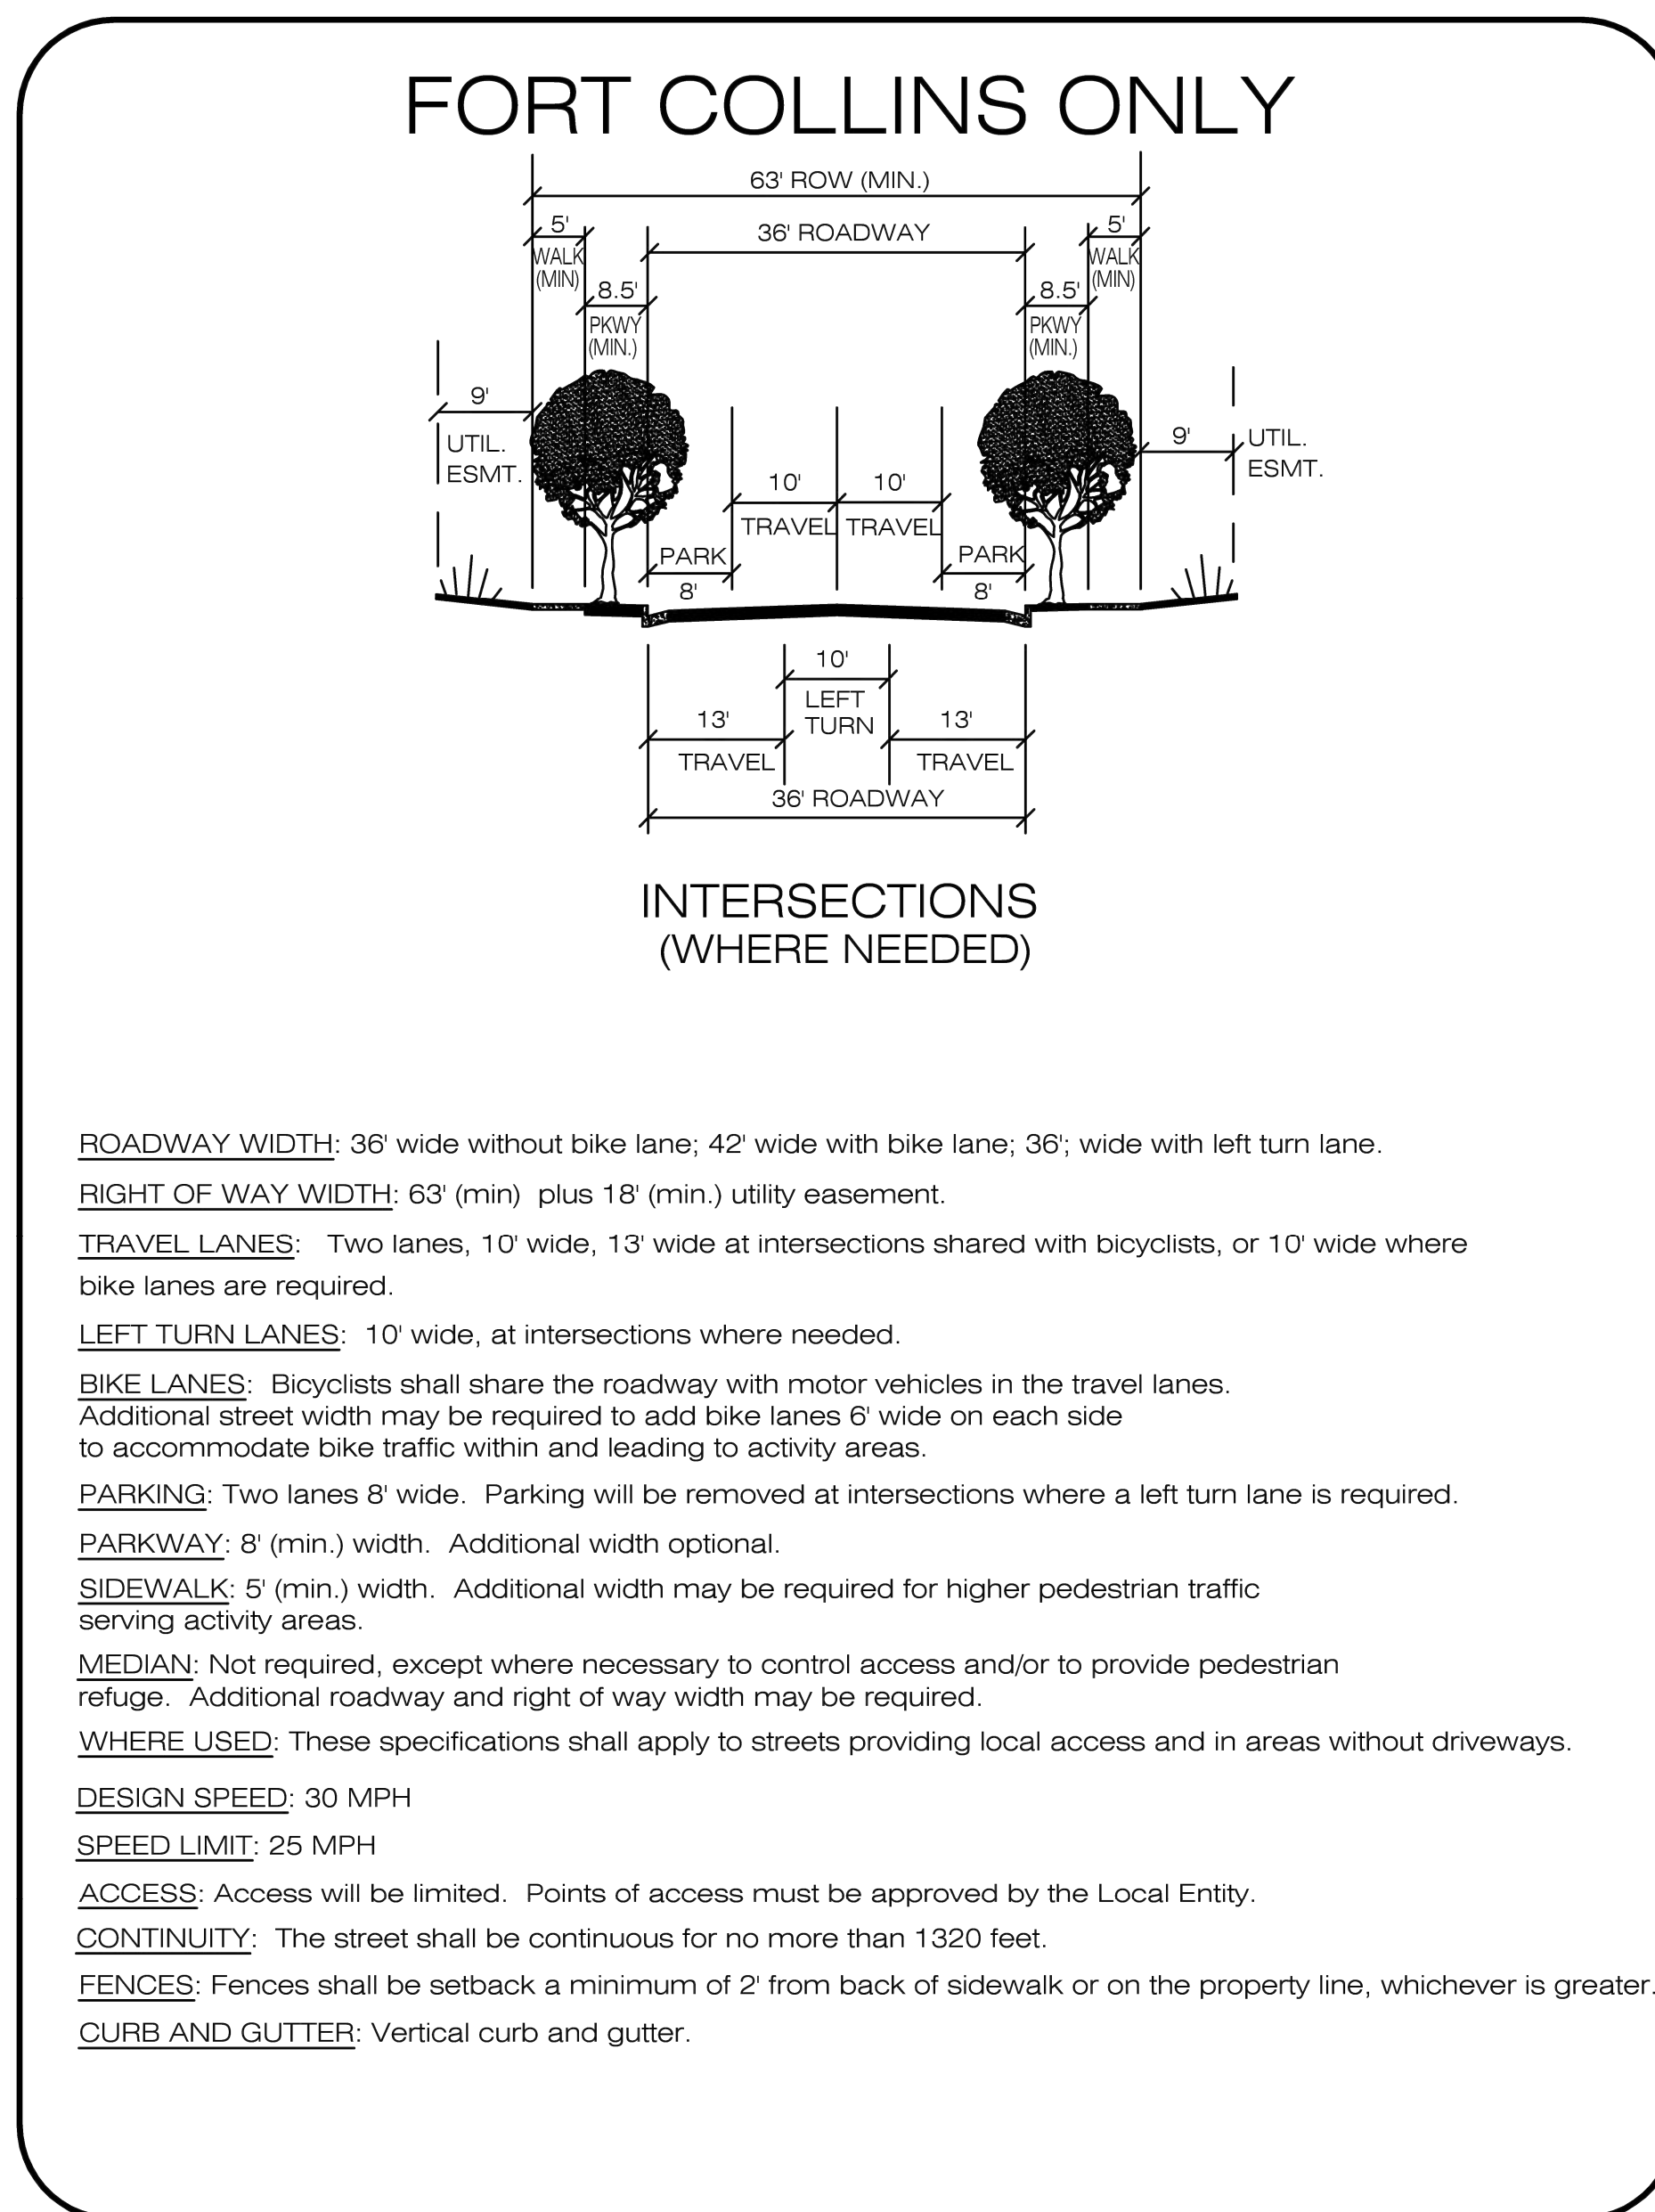 FORT COLLINS ONLY
63' ROW (MIN.)
5'
36' ROADWAY
5'
WALK
(MIN)
WALK
(MIN)
8.5'
8.5'
PKWY
(MIN.)
PKWY
(MIN.)
9'
9'
UTIL.
ESMT.
UTIL.
ESMT.
10'
10'
TRAVEL
TRAVEL
PARK
PARK
8'
8'
10'
LEFT
TURN
13'
13'
TRAVEL
TRAVEL
36' ROADWAY
INTERSECTIONS
(WHERE NEEDED)
ROADWAY WIDTH: 36' wide without bike lane; 42' wide with bike lane; 36'; wide with left turn lane.
RIGHT OF WAY WIDTH: 63' (min)  plus 18' (min.) utility easement.
TRAVEL LANES:   Two lanes, 10' wide, 13' wide at intersections shared with bicyclists, or 10' wide where
bike lanes are required.
LEFT TURN LANES:  10' wide, at intersections where needed.
BIKE LANES:  Bicyclists shall share the roadway with motor vehicles in the travel lanes.
Additional street width may be required to add bike lanes 6' wide on each side
to accommodate bike traffic within and leading to activity areas.
PARKING: Two lanes 8' wide.  Parking will be removed at intersections where a left turn lane is required.
PARKWAY: 8' (min.) width.  Additional width optional.
SIDEWALK: 5' (min.) width.  Additional width may be required for higher pedestrian traffic
serving activity areas.
MEDIAN: Not required, except where necessary to control access and/or to provide pedestrian
refuge.  Additional roadway and right of way width may be required.
WHERE USED: These specifications shall apply to streets providing local access and in areas without driveways.
DESIGN SPEED: 30 MPH
SPEED LIMIT: 25 MPH
ACCESS: Access will be limited.  Points of access must be approved by the Local Entity.
CONTINUITY:  The street shall be continuous for no more than 1320 feet.
FENCES: Fences shall be setback a minimum of 2' from back of sidewalk or on the property line, whichever is greater.
CURB AND GUTTER: Vertical curb and gutter.